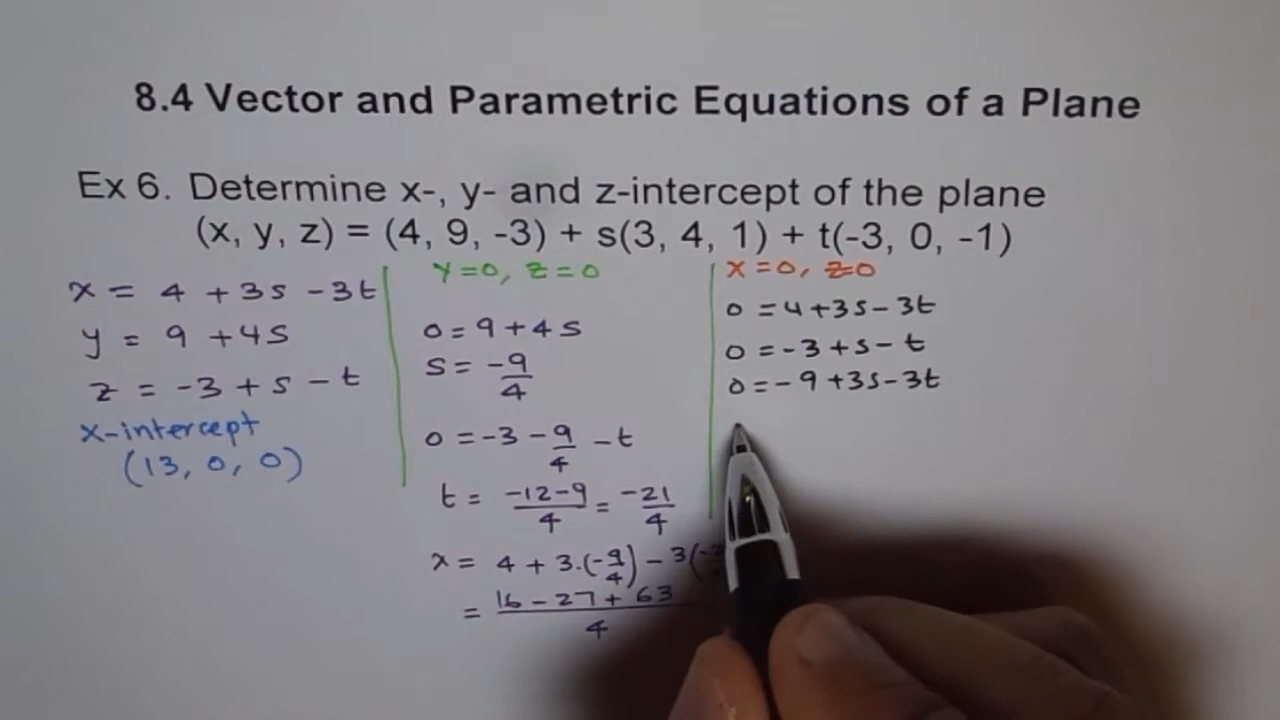 8.4 Vector and Parametric Equations of a Plane
Ex 6. Determine x-, y- and z-intercept of the plane
(x, y, z) = (4, 9, -3) + s(3, 4, 1) + t(-3, 0, -1)
x = 4 + 3s - 3t
y = 9 + 4s
z = -3 + s - t
x-intercept
(13, 0, 0)
y=0, z=0
0 = 9 + 4s
s = -9/4
0 = -3 - 9/4 - t
t = (-12-9)/4 = -21/4
x = 4 + 3.(-9/4) - 3(-
= (16 - 27 + 63)/4
x=0, z=0
0 = 4+3s-3t
0 = -3+s-t
0 = -9+3s-3t